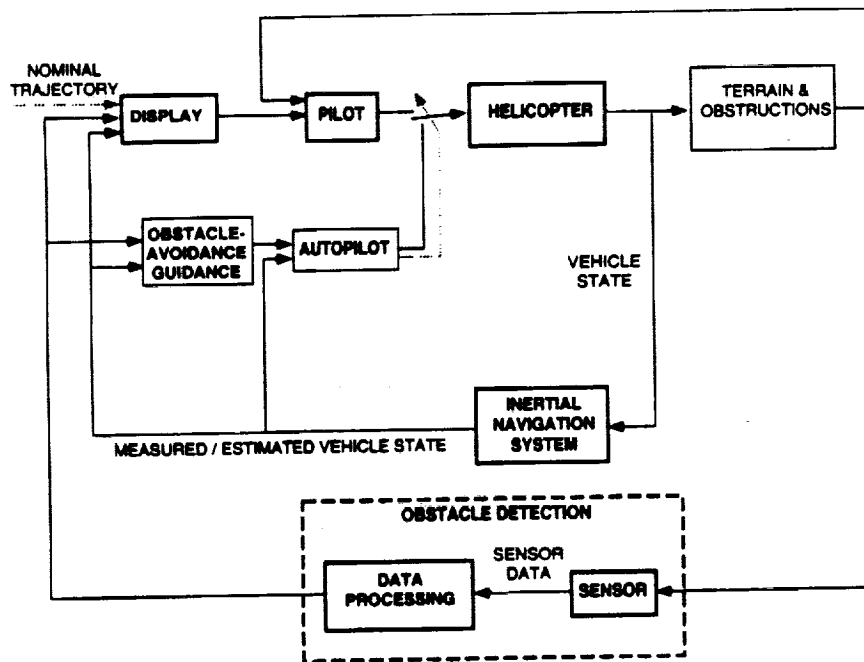 NOMINAL
TRAJECTORY
DISPLAY
PILOT
HELICOPTER
TERRAIN &
OBSTRUCTIONS
OBSTACLE-
AVOIDANCE
GUIDANCE
AUTOPILOT
VEHICLE
STATE
INERTIAL
NAVIGATION
SYSTEM
MEASURED / ESTIMATED VEHICLE STATE
OBSTACLE DETECTION
DATA
PROCESSING
SENSOR
DATA
SENSOR